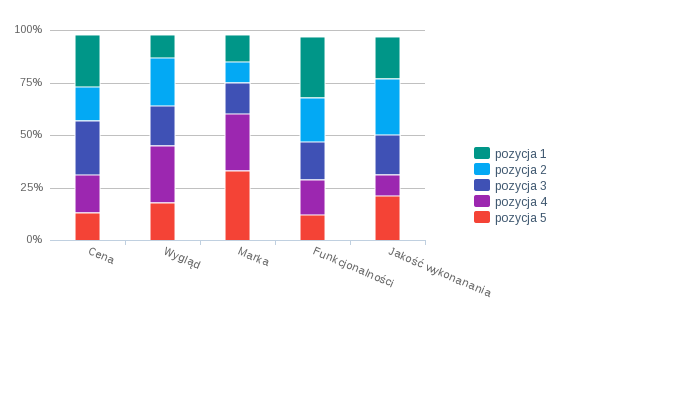 100%
75%
50%
25%
0%
Cena
Wygląd
Marka
Funkcjonalności
Jakość wykonanania
pozycja 1
pozycja 2
pozycja 3
pozycja 4
pozycja 5